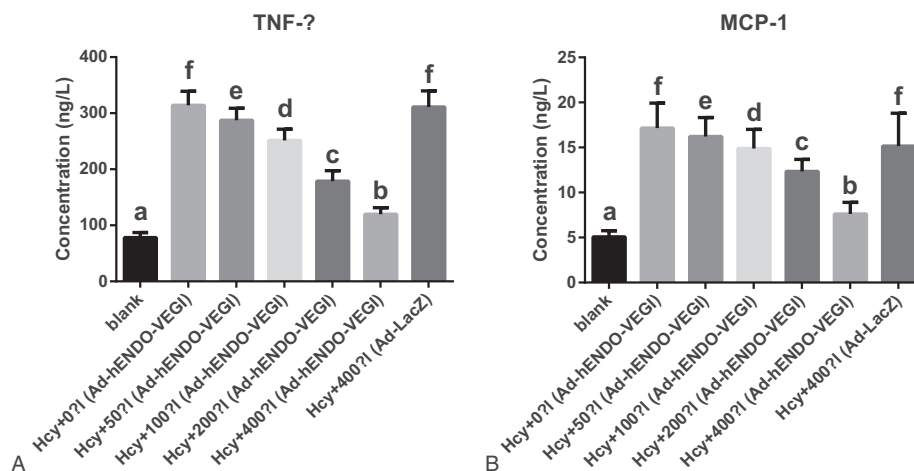 TNF-?
400
300
200
100
0
Concentration (ng/L)
a
f
e
d
c
b
f
blank
Hcy+0?l (Ad-hENDO-VEGI)
Hcy+50?l (Ad-hENDO-VEGI)
Hcy+100?l (Ad-hENDO-VEGI)
Hcy+200?l (Ad-hENDO-VEGI)
Hcy+400?l (Ad-hENDO-VEGI)
Hcy+400?l (Ad-LacZ)
A
MCP-1
25
20
15
10
5
0
Concentration (ng/L)
a
f
e
d
c
b
f
blank
Hcy+0?l (Ad-hENDO-VEGI)
Hcy+50?l (Ad-hENDO-VEGI)
Hcy+100?l (Ad-hENDO-VEGI)
Hcy+200?l (Ad-hENDO-VEGI)
Hcy+400?l (Ad-hENDO-VEGI)
Hcy+400?l (Ad-LacZ)
B